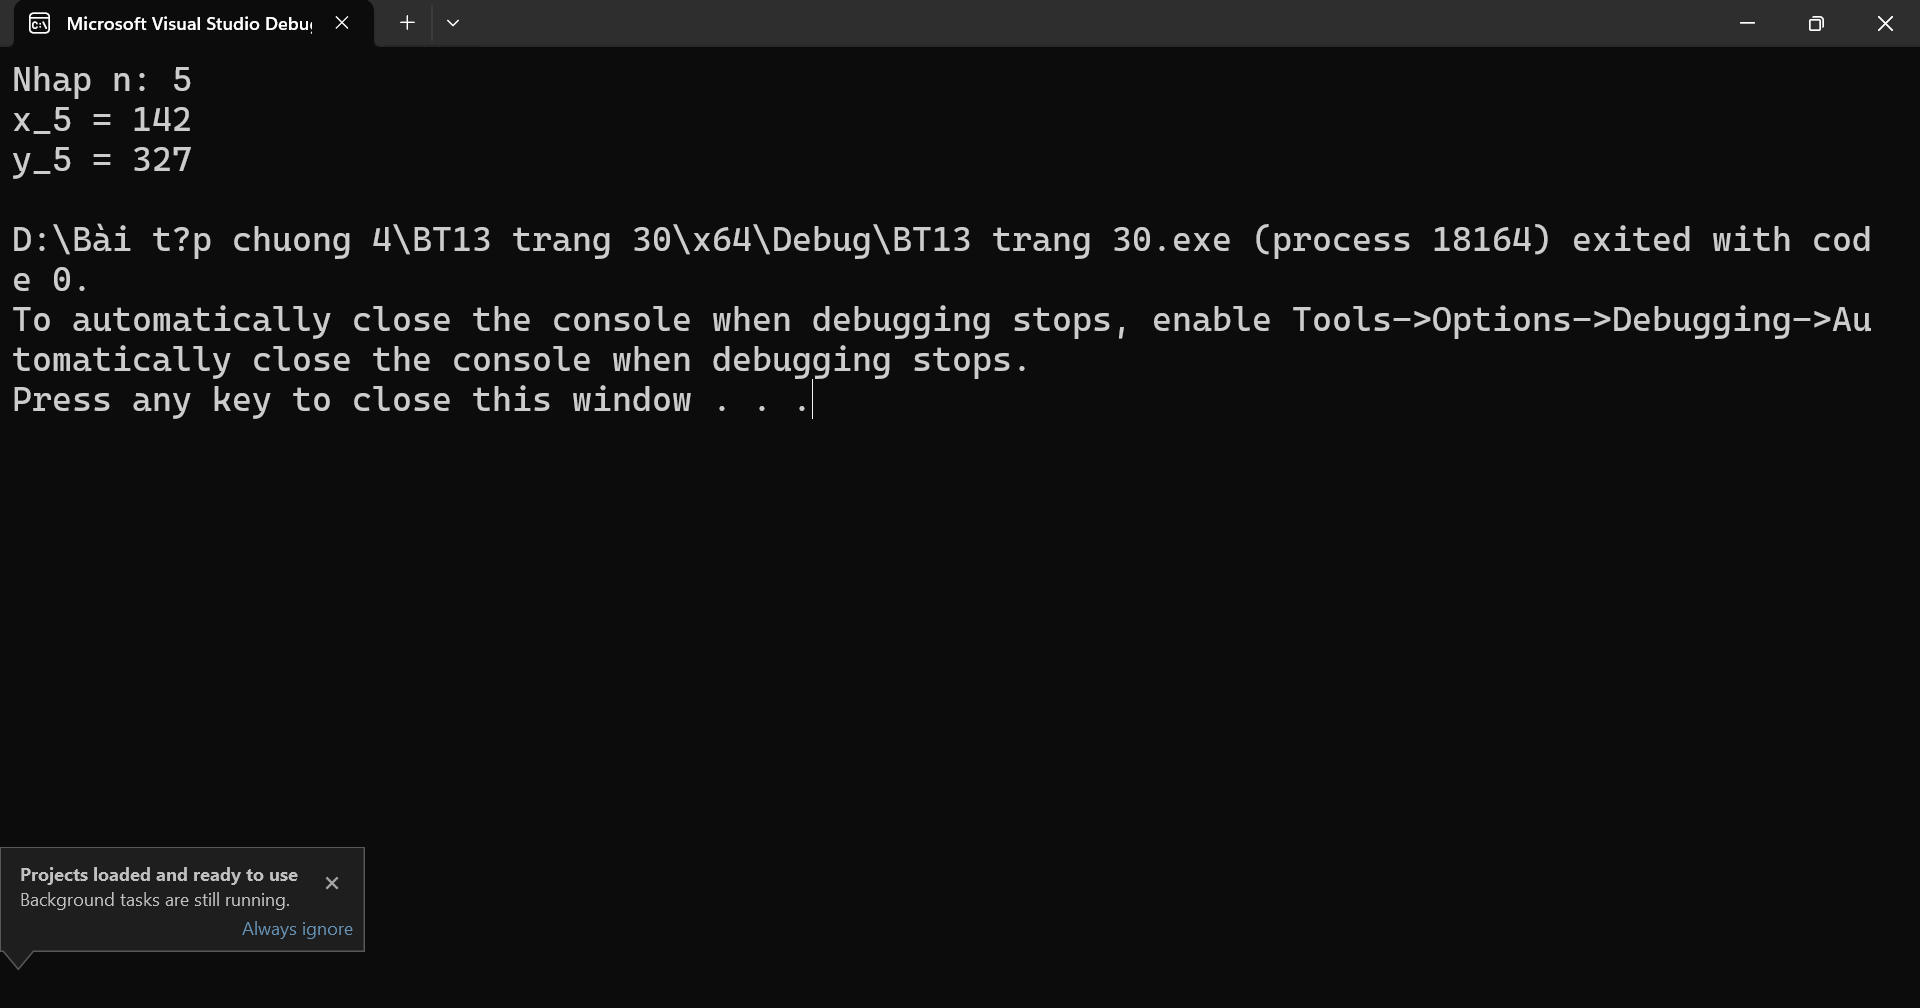 Microsoft Visual Studio Debu
Nhap n: 5
x_5 = 142
y_5 = 327
D:\Bài t?p chuong 4\BT13 trang 30\x64\Debug\BT13 trang 30.exe (process 18164) exited with cod
e 0.
To automatically close the console when debugging stops, enable Tools->Options->Debugging->Au
tomatically close the console when debugging stops.
Press any key to close this window . . .
Projects loaded and ready to use
Background tasks are still running.
Always ignore